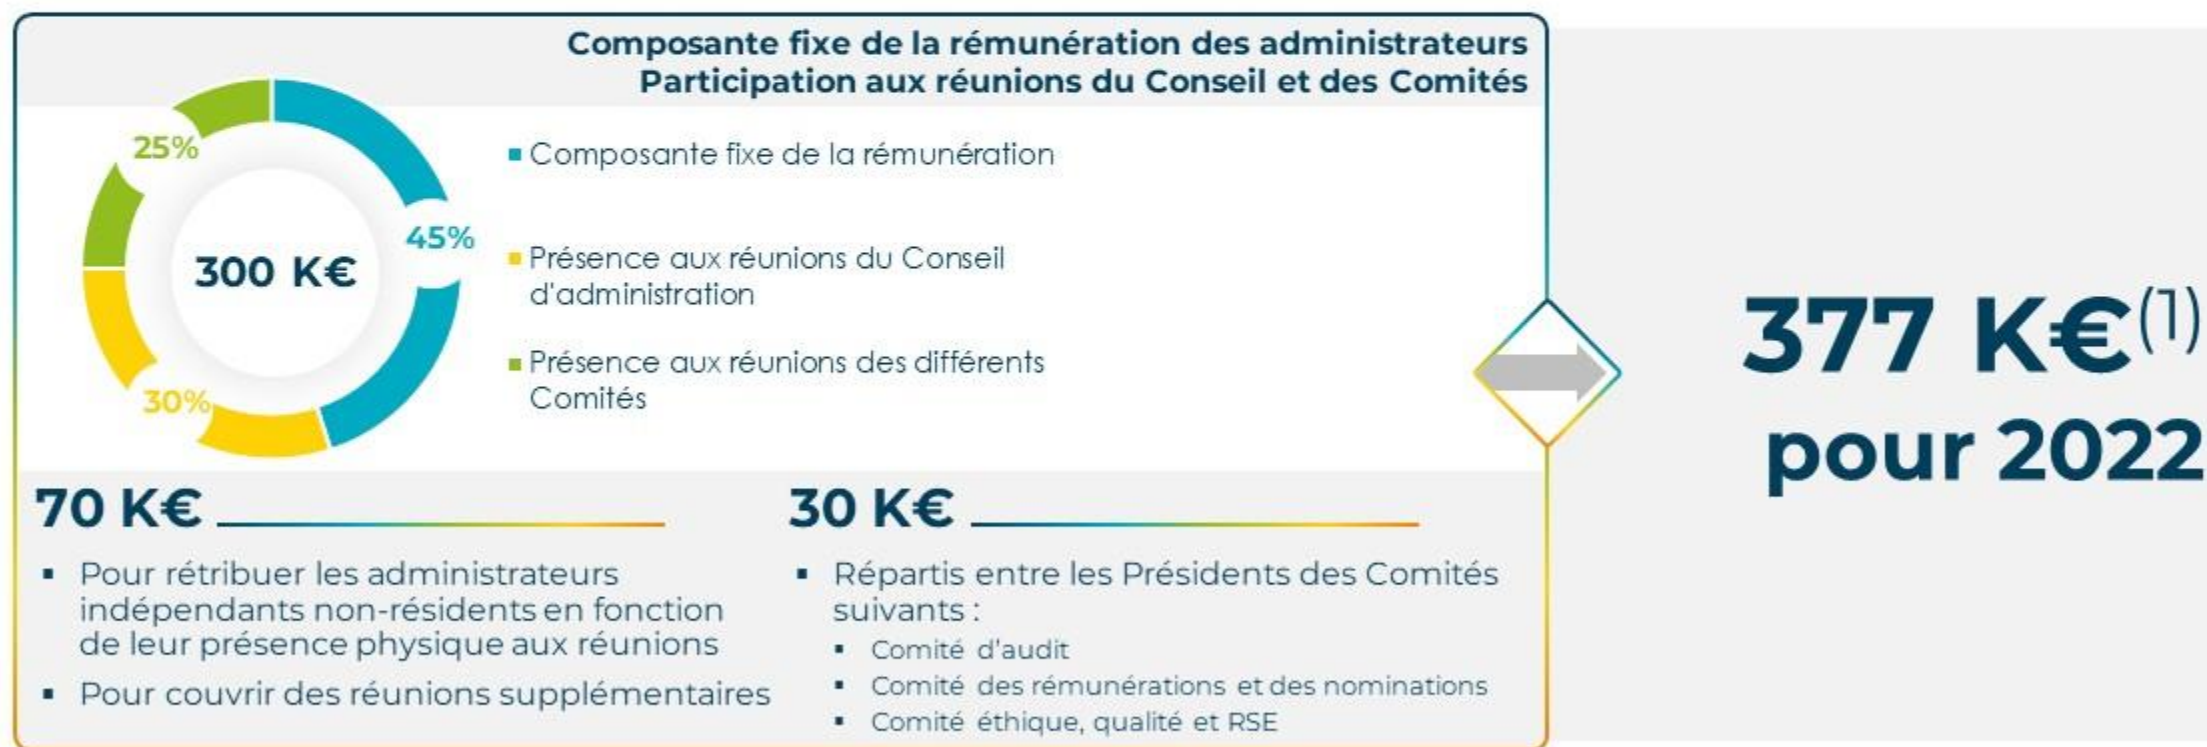 Composante fixe de la rémunération des administrateurs
Participation aux réunions du Conseil et des Comités
25%
45%
30%
300 K€
▪ Composante fixe de la rémunération
▪ Présence aux réunions du Conseil
d'administration
▪ Présence aux réunions des différents
Comités
70 K€
▪ Pour rétribuer les administrateurs
indépendants non-résidents en fonction
de leur présence physique aux réunions
▪ Pour couvrir des réunions supplémentaires
30 K€
▪ Répartis entre les Présidents des Comités
suivants :
▪ Comité d'audit
▪ Comité des rémunérations et des nominations
▪ Comité éthique, qualité et RSE
377 K€(1)
pour 2022